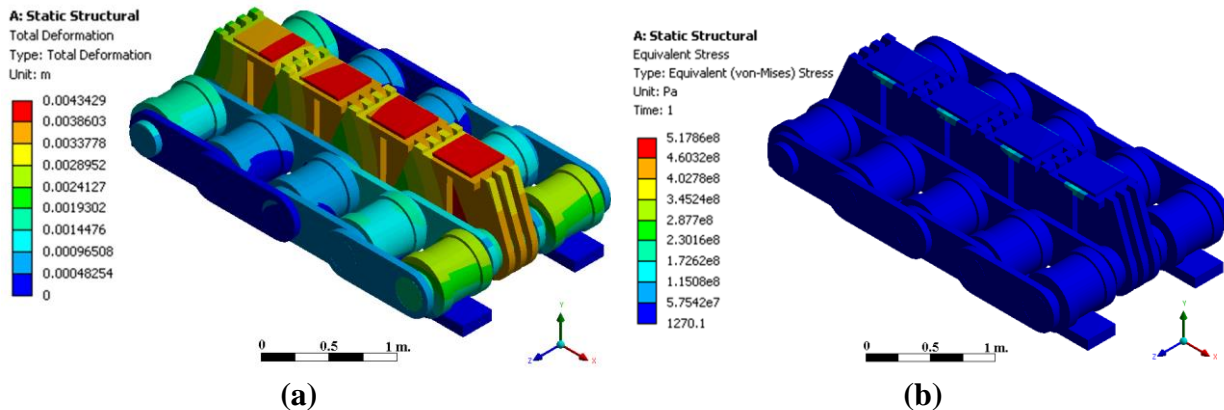 A: Static Structural
Total Deformation
Type: Total Deformation
Unit: m
0.0043429
0.0038603
0.0033778
0.0028952
0.0024127
0.0019302
0.0014476
0.00096508
0.00048254
0
0 0.5 1 m.
Y
Z X
(a)
A: Static Structural
Equivalent Stress
Type: Equivalent (von-Mises) Stress
Unit: Pa
Time: 1
5.1786e8
4.6032e8
4.0278e8
3.4524e8
2.877e8
2.3016e8
1.7262e8
1.1508e8
5.7542e7
1270.1
0 0.5 1 m.
Y
Z X
(b)